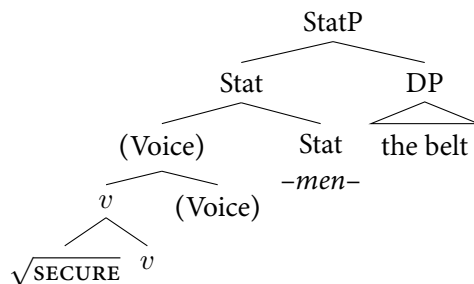 StatP
Stat DP
(Voice) Stat the belt
–men–
v (Voice)
√SECURE v